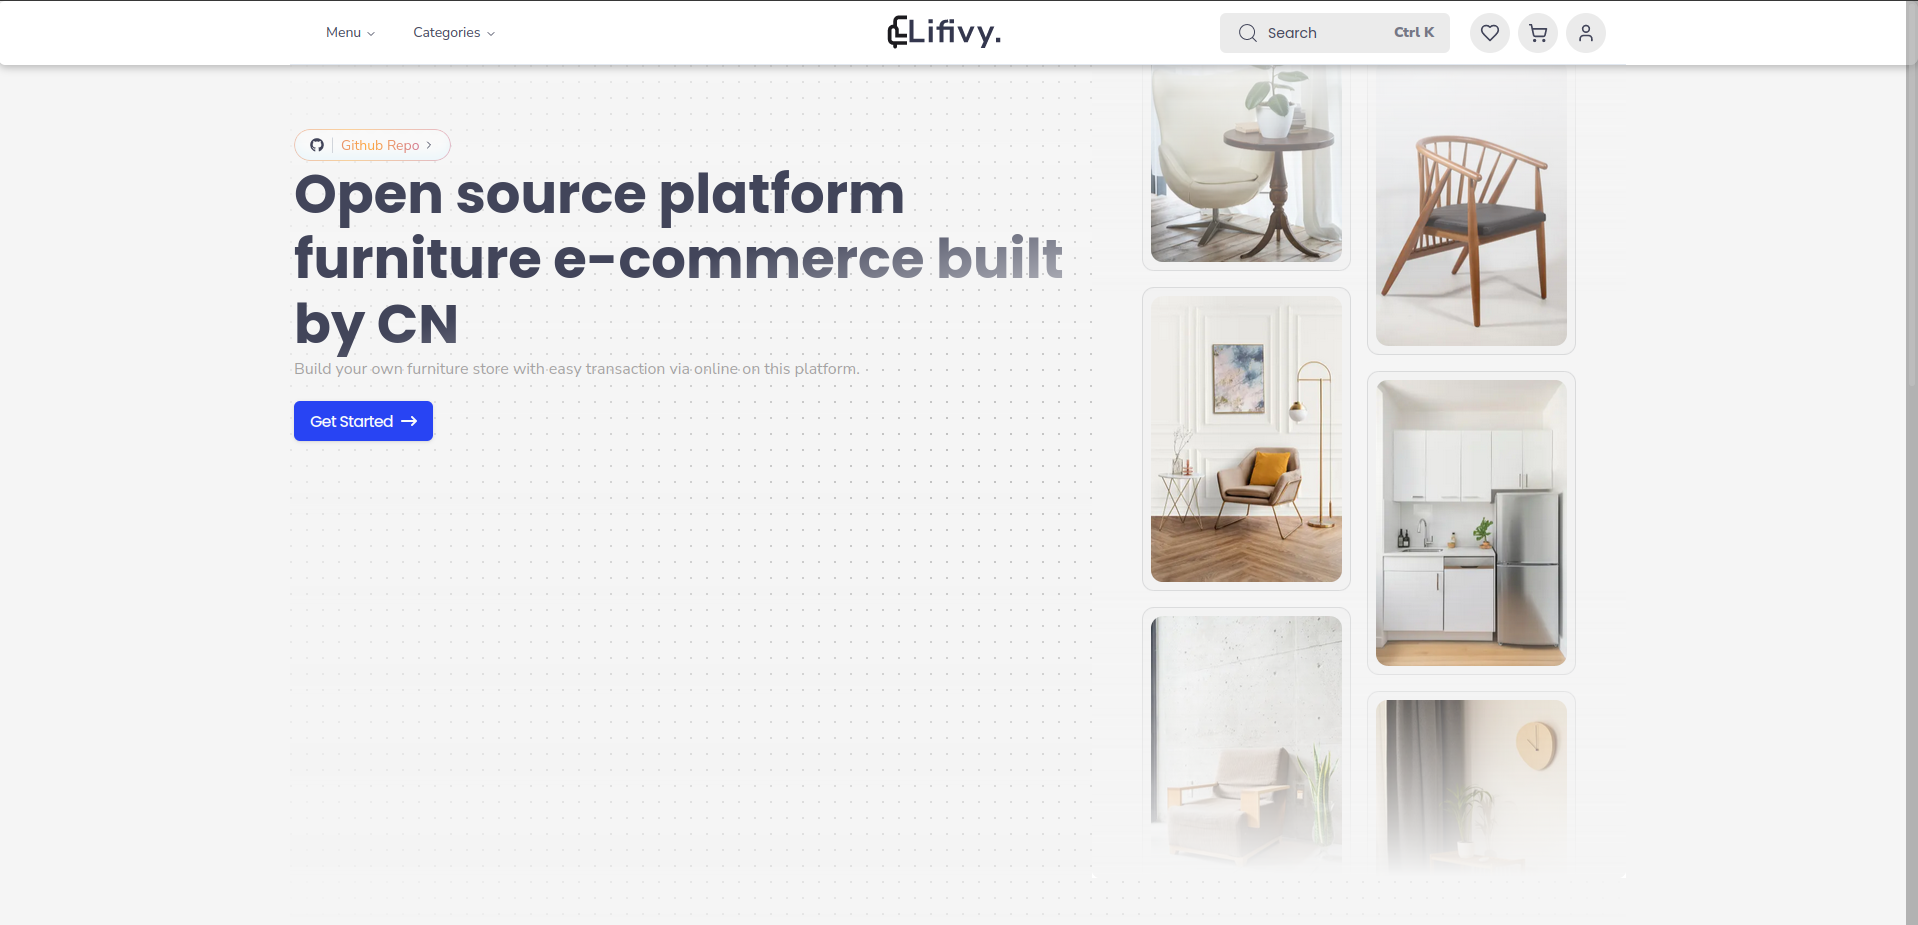 Menu
Categories
Lifivy.
Search
Ctrl K
Github Repo
Open source platform
furniture e-commerce built
by CN
Build your own furniture store with easy transaction via online on this platform.
Get Started